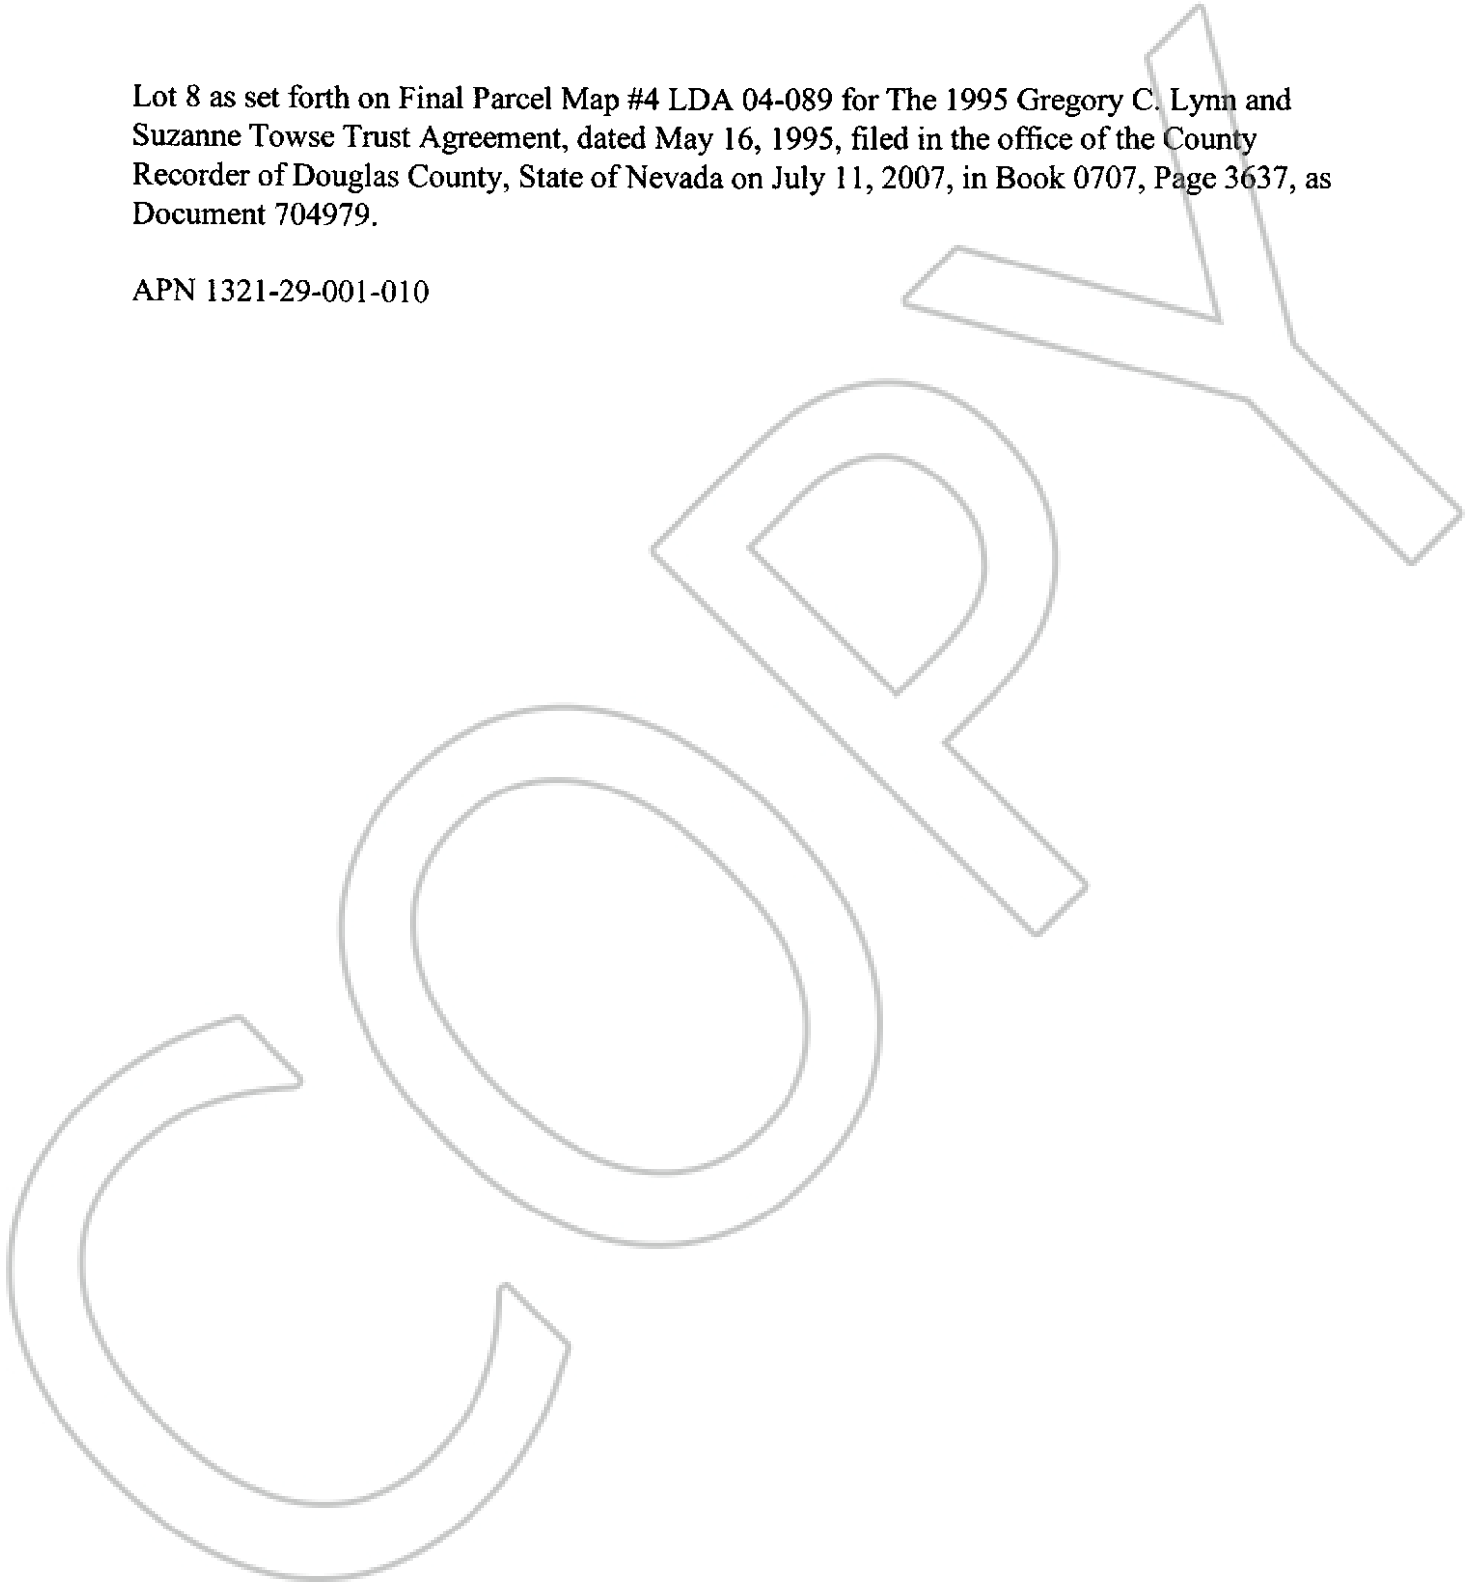 Lot 8 as set forth on Final Parcel Map #4 LDA 04-089 for The 1995 Gregory C. Lynn and
Suzanne Towse Trust Agreement, dated May 16, 1995, filed in the office of the County
Recorder of Douglas County, State of Nevada on July 11, 2007, in Book 0707, Page 3637, as
Document 704979.
APN 1321-29-001-010
COPY